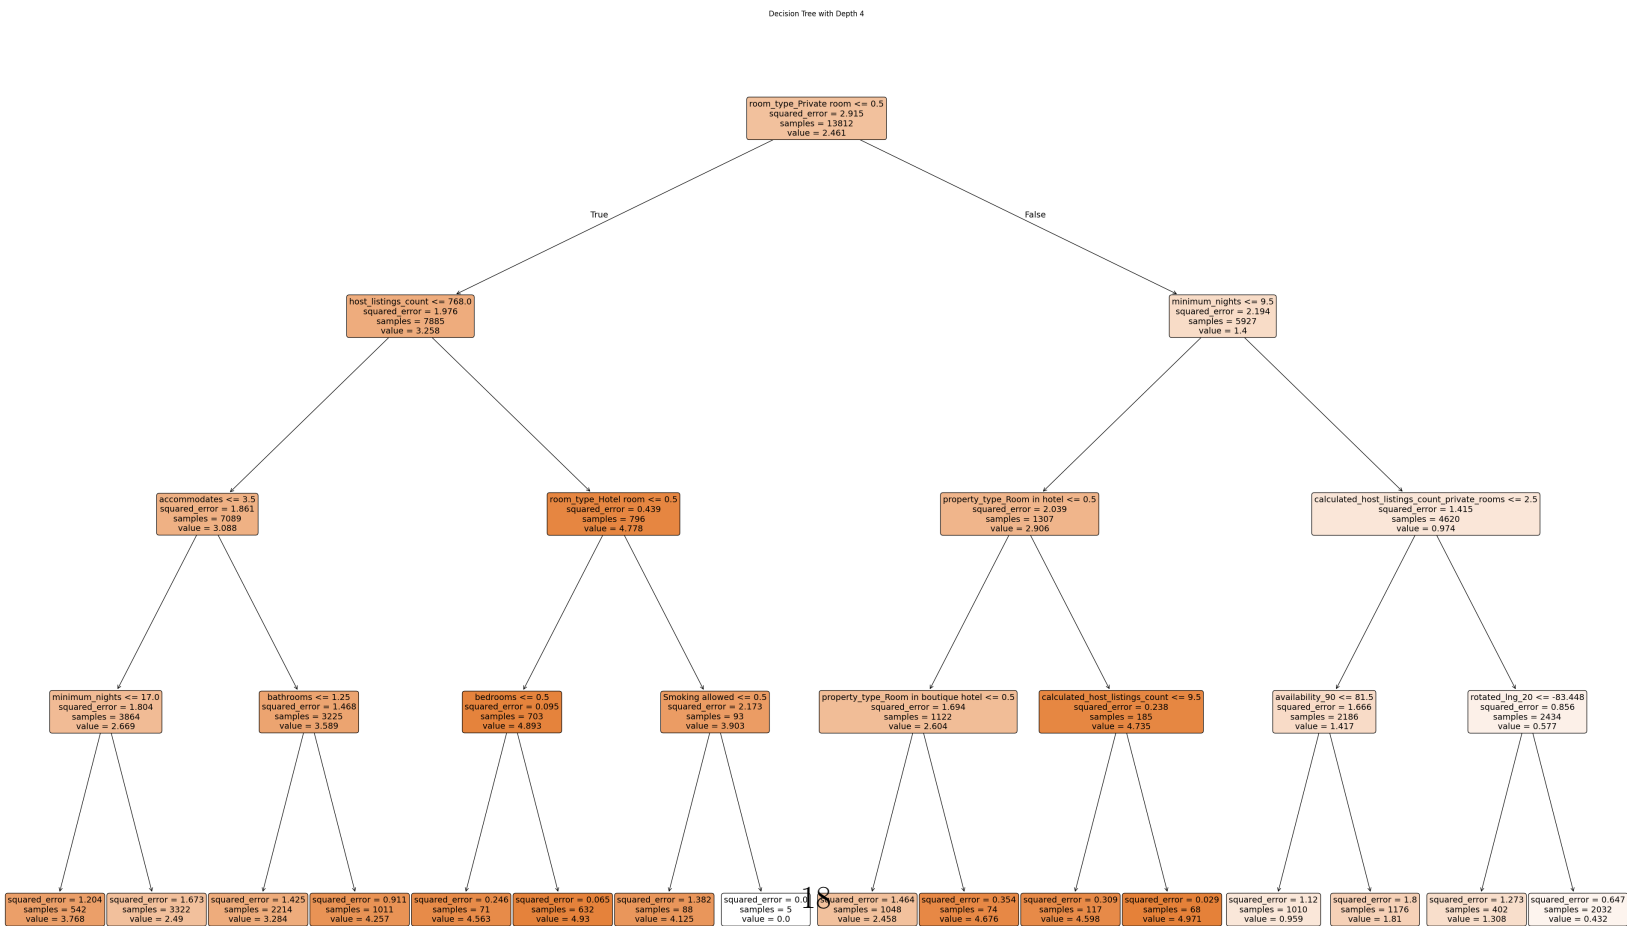 Decision Tree with Depth 4
room_type_Private room <= 0.5
squared_error = 2.915
samples = 13812
value = 2.461
True
False
host_listings_count <= 768.0
squared_error = 1.976
samples = 7885
value = 3.258
minimum_nights <= 9.5
squared_error = 2.194
samples = 5927
value = 1.4
accommodates <= 3.5
squared_error = 1.861
samples = 7089
value = 3.088
room_type_Hotel room <= 0.5
squared_error = 0.439
samples = 796
value = 4.778
property_type_Room in hotel <= 0.5
squared_error = 2.039
samples = 1307
value = 2.906
calculated_host_listings_count_private_rooms <= 2.5
squared_error = 1.415
samples = 4620
value = 0.974
minimum_nights <= 17.0
squared_error = 1.804
samples = 3864
value = 2.669
bathrooms <= 1.25
squared_error = 1.468
samples = 3225
value = 3.589
bedrooms <= 0.5
squared_error = 0.095
samples = 703
value = 4.893
Smoking allowed <= 0.5
squared_error = 2.173
samples = 93
value = 3.903
property_type_Room in boutique hotel <= 0.5
squared_error = 1.694
samples = 1122
value = 2.604
calculated_host_listings_count <= 9.5
squared_error = 0.238
samples = 185
value = 4.735
availability_90 <= 81.5
squared_error = 1.666
samples = 2186
value = 1.417
rotated_lng_20 <= -83.448
squared_error = 0.856
samples = 2434
value = 0.577
squared_error = 1.204
samples = 542
value = 3.768
squared_error = 1.673
samples = 3322
value = 2.49
squared_error = 1.425
samples = 2214
value = 3.284
squared_error = 0.911
samples = 1011
value = 4.257
squared_error = 0.246
samples = 71
value = 4.563
squared_error = 0.065
samples = 632
value = 4.93
squared_error = 1.382
samples = 88
value = 4.125
squared_error = 0.0
samples = 5
value = 0.0
18
squared_error = 1.464
samples = 1048
value = 2.458
squared_error = 0.354
samples = 74
value = 4.676
squared_error = 0.309
samples = 117
value = 4.598
squared_error = 0.029
samples = 68
value = 4.971
squared_error = 1.12
samples = 1010
value = 0.959
squared_error = 1.8
samples = 1176
value = 1.81
squared_error = 1.273
samples = 402
value = 1.308
squared_error = 0.647
samples = 2032
value = 0.432